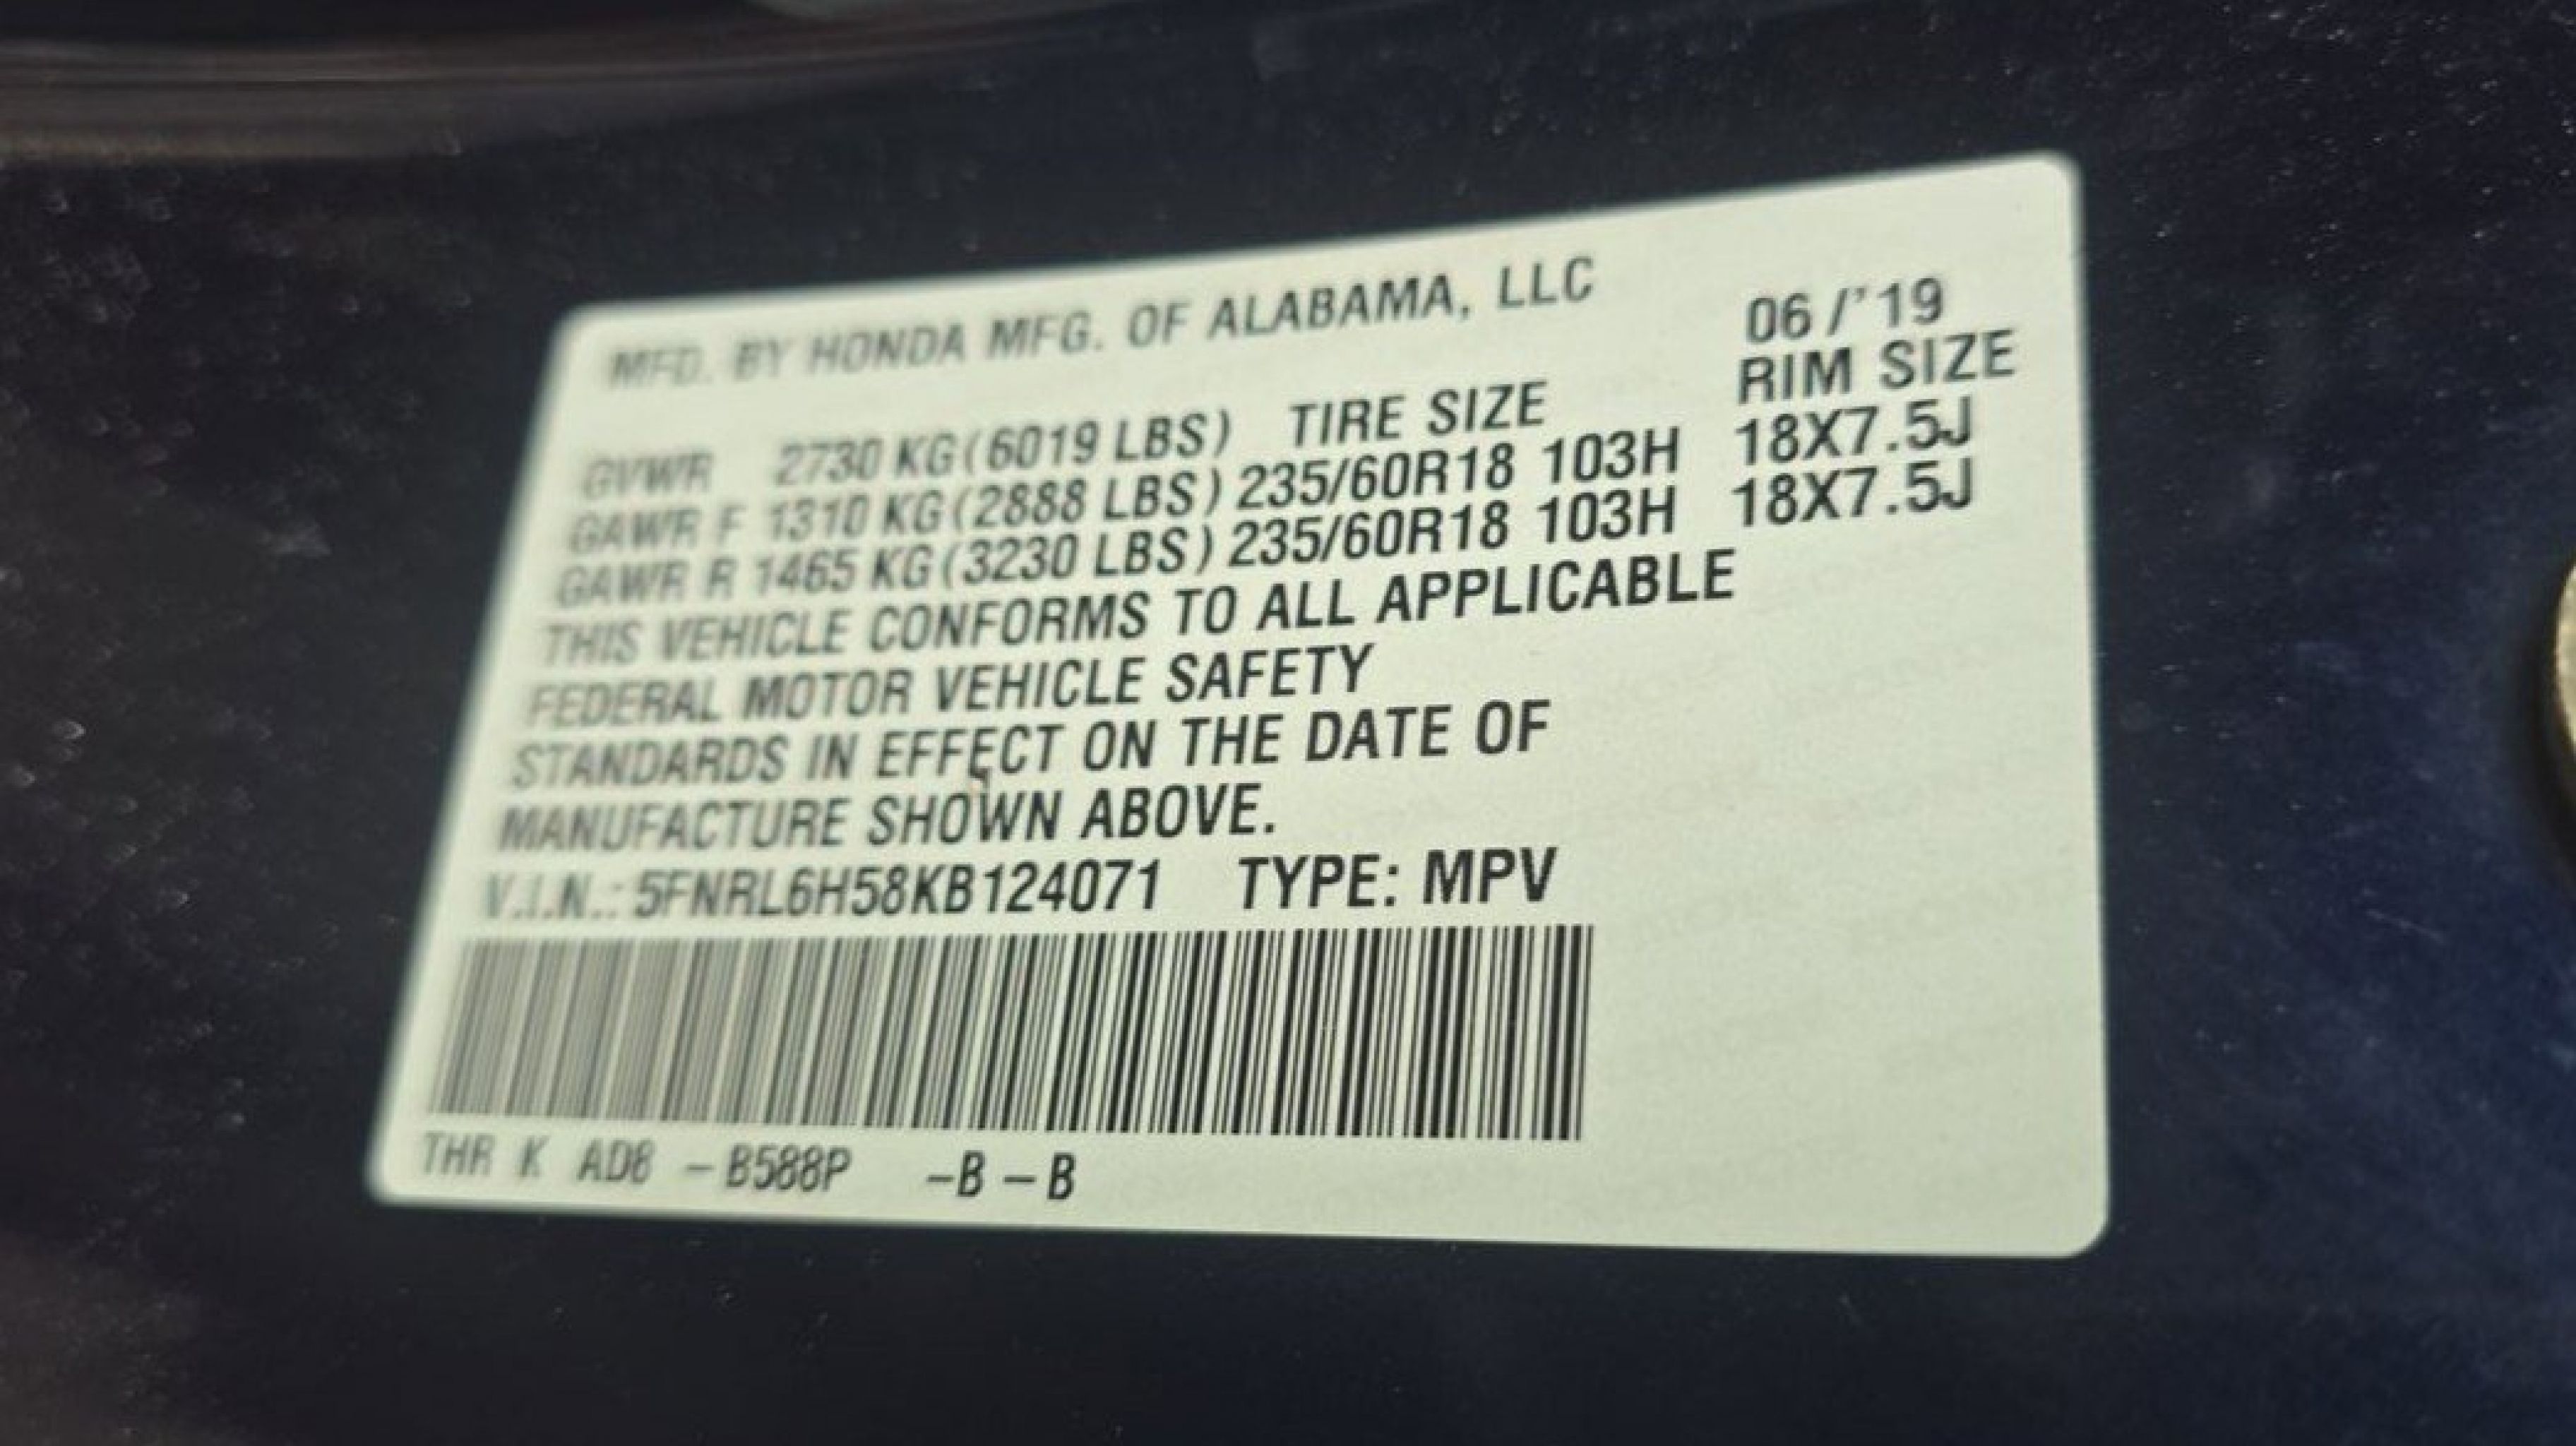 MFD. BY HONDA MFG. OF ALABAMA, LLC 06/'19
GVWR 2730 KG (6019 LBS) TIRE SIZE RIM SIZE
GAWR F 1310 KG (2888 LBS) 235/60R18 103H 18X7.5J
GAWR R 1465 KG (3230 LBS) 235/60R18 103H 18X7.5J
THIS VEHICLE CONFORMS TO ALL APPLICABLE
FEDERAL MOTOR VEHICLE SAFETY
STANDARDS IN EFFECT ON THE DATE OF
MANUFACTURE SHOWN ABOVE.
V.I.N.: 5FNRL6H58KB124071 TYPE: MPV
THR K AD8 -B588P -B-B